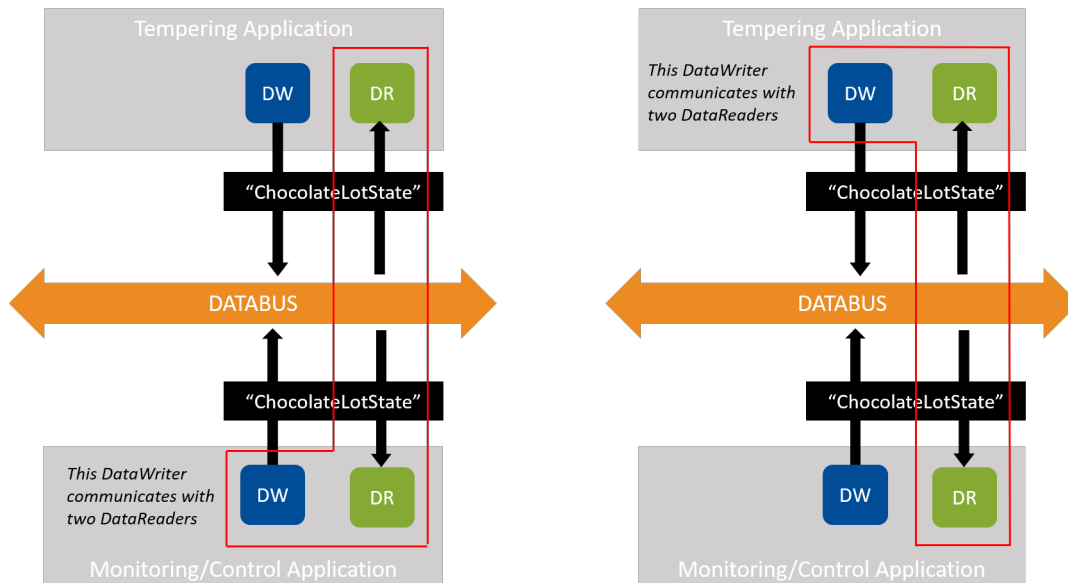 Tempering Application
DW
DR
“ChocolateLotState”
DATABUS
“ChocolateLotState”
This DataWriter
communicates with
two DataReaders
DW
DR
Monitoring/Control Application
Tempering Application
This DataWriter
communicates with
two DataReaders
DW
DR
“ChocolateLotState”
DATABUS
“ChocolateLotState”
DW
DR
Monitoring/Control Application